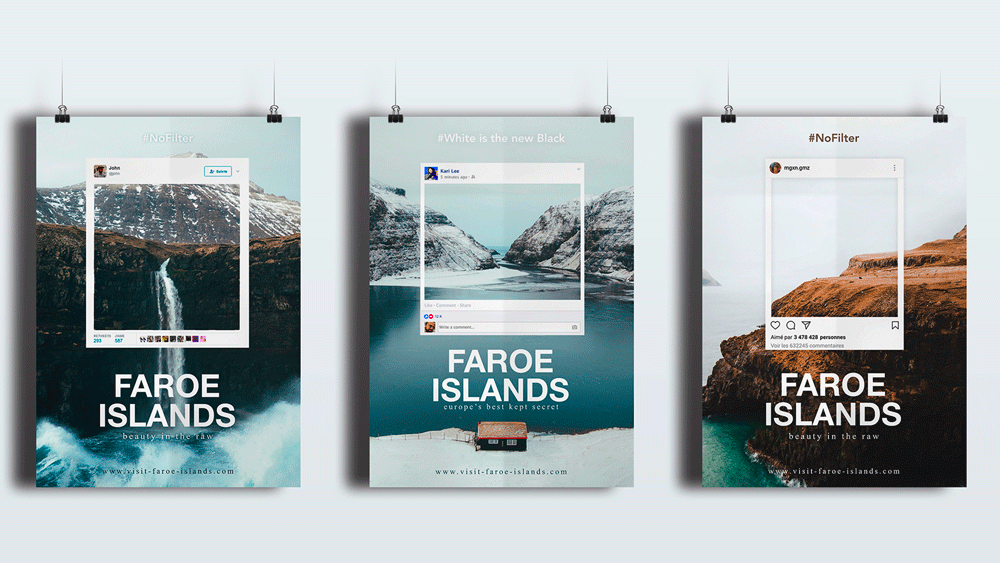 #NoFilter
John
@john
Suivre
RETWEETS J'AIME
293 587
FAROE
ISLANDS
beauty in the raw
www.visit-faroe-islands.com
#White is the new Black
Kari Lee
5 minutes ago
Like · Comment · Share
12 K
Write a comment...
FAROE
ISLANDS
europe's best kept secret
www.visit-faroe-islands.com
#NoFilter
mgxn.gmz
Aimé par 3 478 428 personnes
Voir les 632245 commentaires
FAROE
ISLANDS
beauty in the raw
www.visit-faroe-islands.com